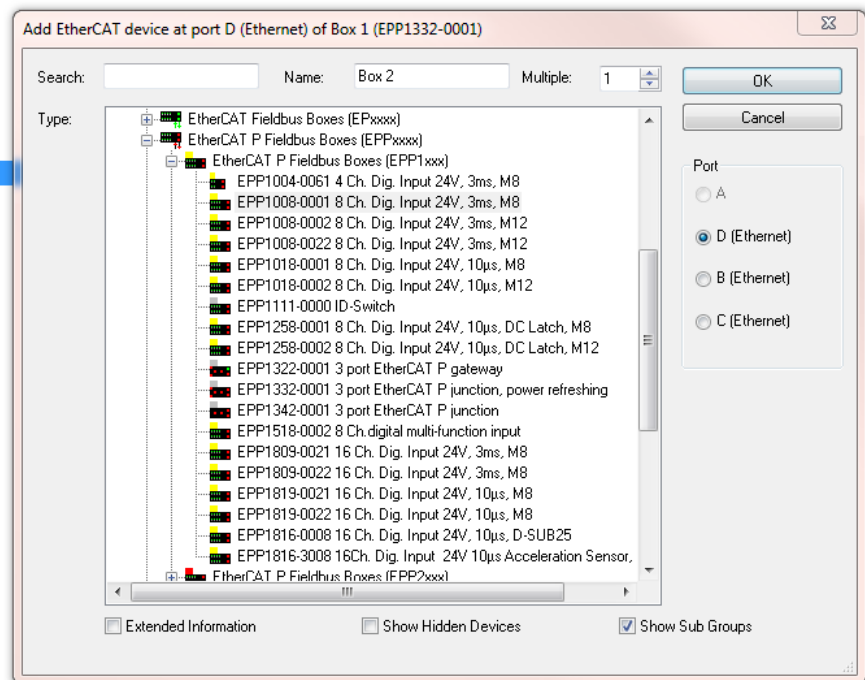 Add EtherCAT device at port D (Ethernet) of Box 1 (EPP1332-0001)
Search:
Name:
Box 2
Multiple:
1
OK
Type:
Cancel
EtherCAT Fieldbus Boxes (EPxxxx)
EtherCAT P Fieldbus Boxes (EPPxxxx)
EtherCAT P Fieldbus Boxes (EPP1xxx)
EPP1004-0061 4 Ch. Dig. Input 24V, 3ms, M8
EPP1008-0001 8 Ch. Dig. Input 24V, 3ms, M8
EPP1008-0002 8 Ch. Dig. Input 24V, 3ms, M12
EPP1008-0022 8 Ch. Dig. Input 24V, 3ms, M12
EPP1018-0001 8 Ch. Dig. Input 24V, 10µs, M8
EPP1018-0002 8 Ch. Dig. Input 24V, 10µs, M12
EPP1111-0000 ID-Switch
EPP1258-0001 8 Ch. Dig. Input 24V, 10µs, DC Latch, M8
EPP1258-0002 8 Ch. Dig. Input 24V, 10µs, DC Latch, M12
EPP1322-0001 3 port EtherCAT P gateway
EPP1332-0001 3 port EtherCAT P junction, power refreshing
EPP1342-0001 3 port EtherCAT P junction
EPP1518-0002 8 Ch.digital multi-function input
EPP1809-0021 16 Ch. Dig. Input 24V, 3ms, M8
EPP1809-0022 16 Ch. Dig. Input 24V, 3ms, M8
EPP1819-0021 16 Ch. Dig. Input 24V, 10µs, M8
EPP1819-0022 16 Ch. Dig. Input 24V, 10µs, M8
EPP1816-0008 16 Ch. Dig. Input 24V, 10µs, D-SUB25
EPP1816-3008 16Ch. Dig. Input 24V 10µs Acceleration Sensor,
EtherCAT P Fieldbus Boxes (EPP2xxx)
Port
A
D (Ethernet)
B (Ethernet)
C (Ethernet)
Extended Information
Show Hidden Devices
Show Sub Groups